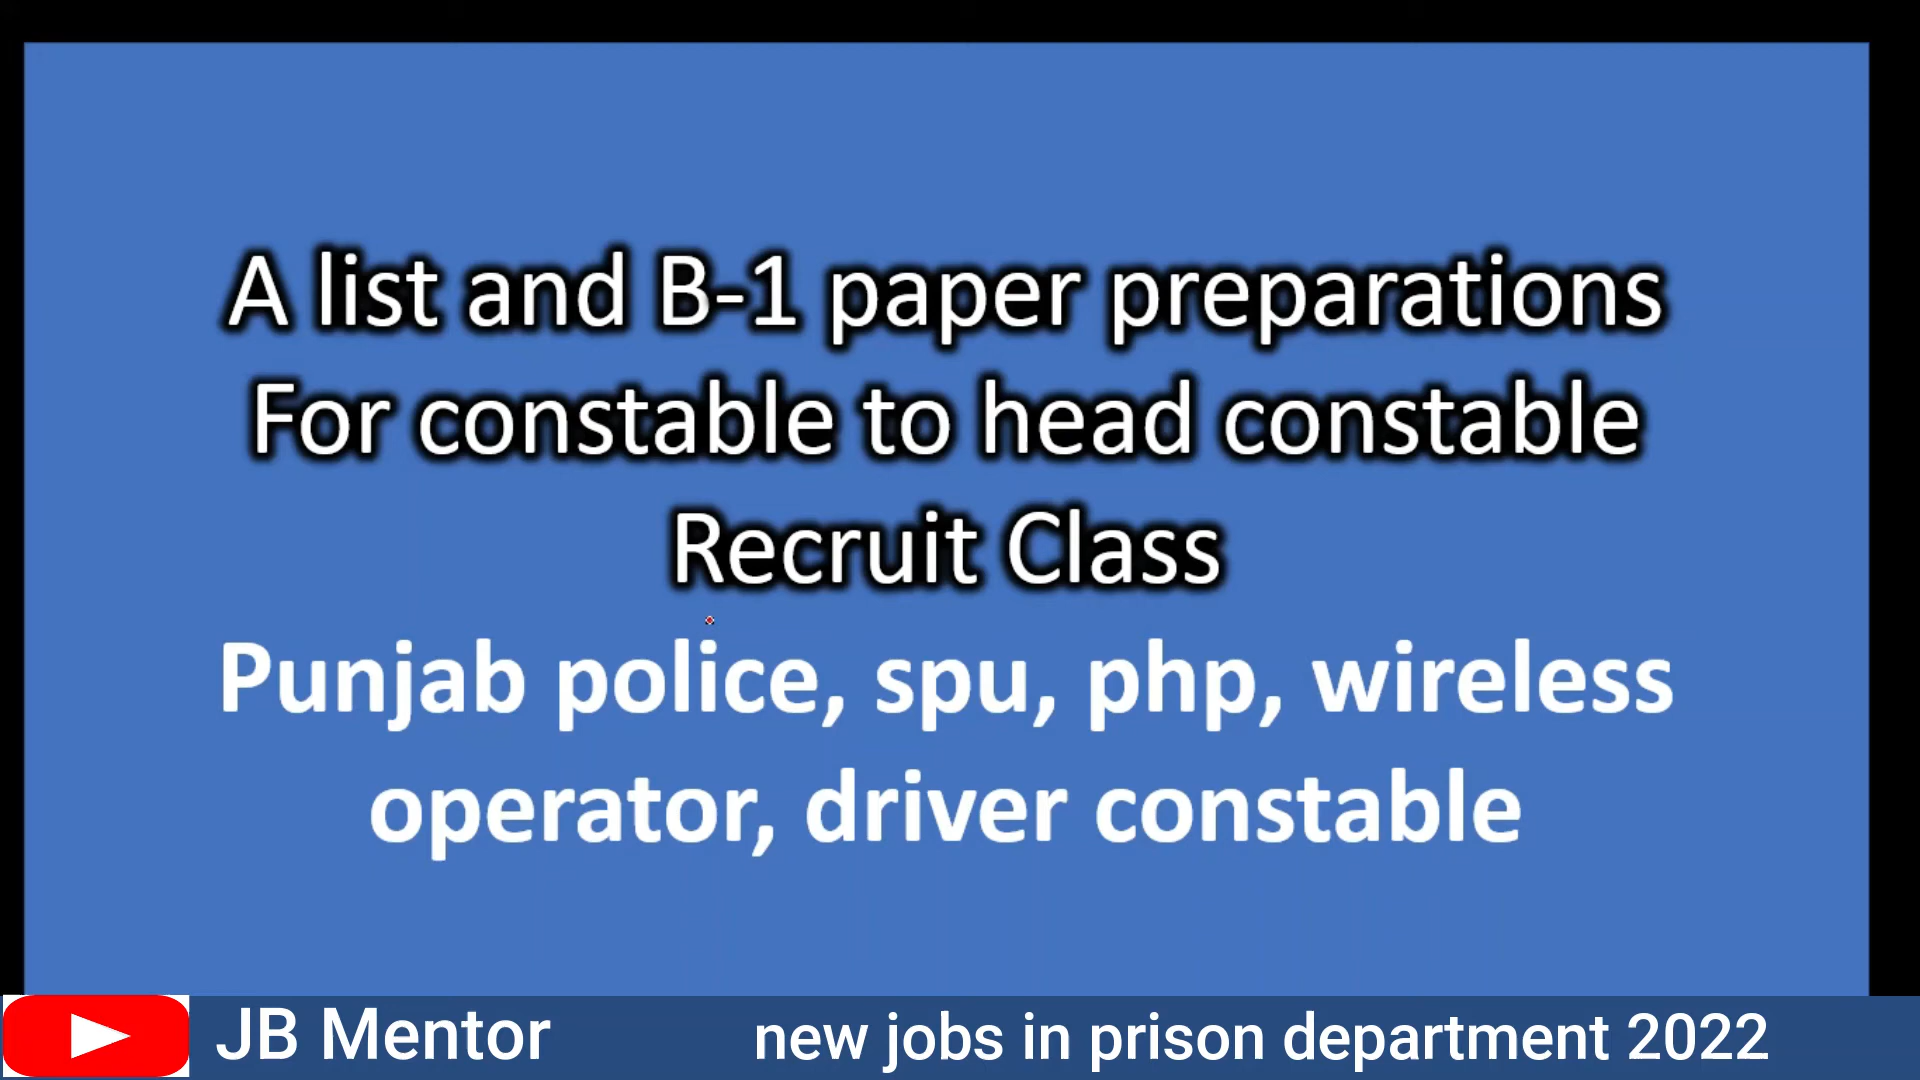 A list and B-1 paper preparations
For constable to head constable
Recruit Class
Punjab police, spu, php, wireless
operator, driver constable
JB Mentor
new jobs in prison department 2022